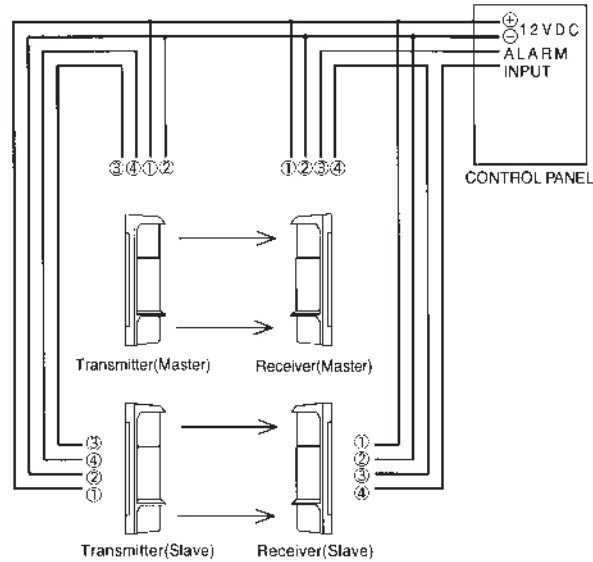 ⊕ 12VDC
⊖
ALARM
INPUT
CONTROL PANEL
③④①② ①②③④
Transmitter(Master) Receiver(Master)
③ ①
④ ②
② ③
① ④
Transmitter(Slave) Receiver(Slave)